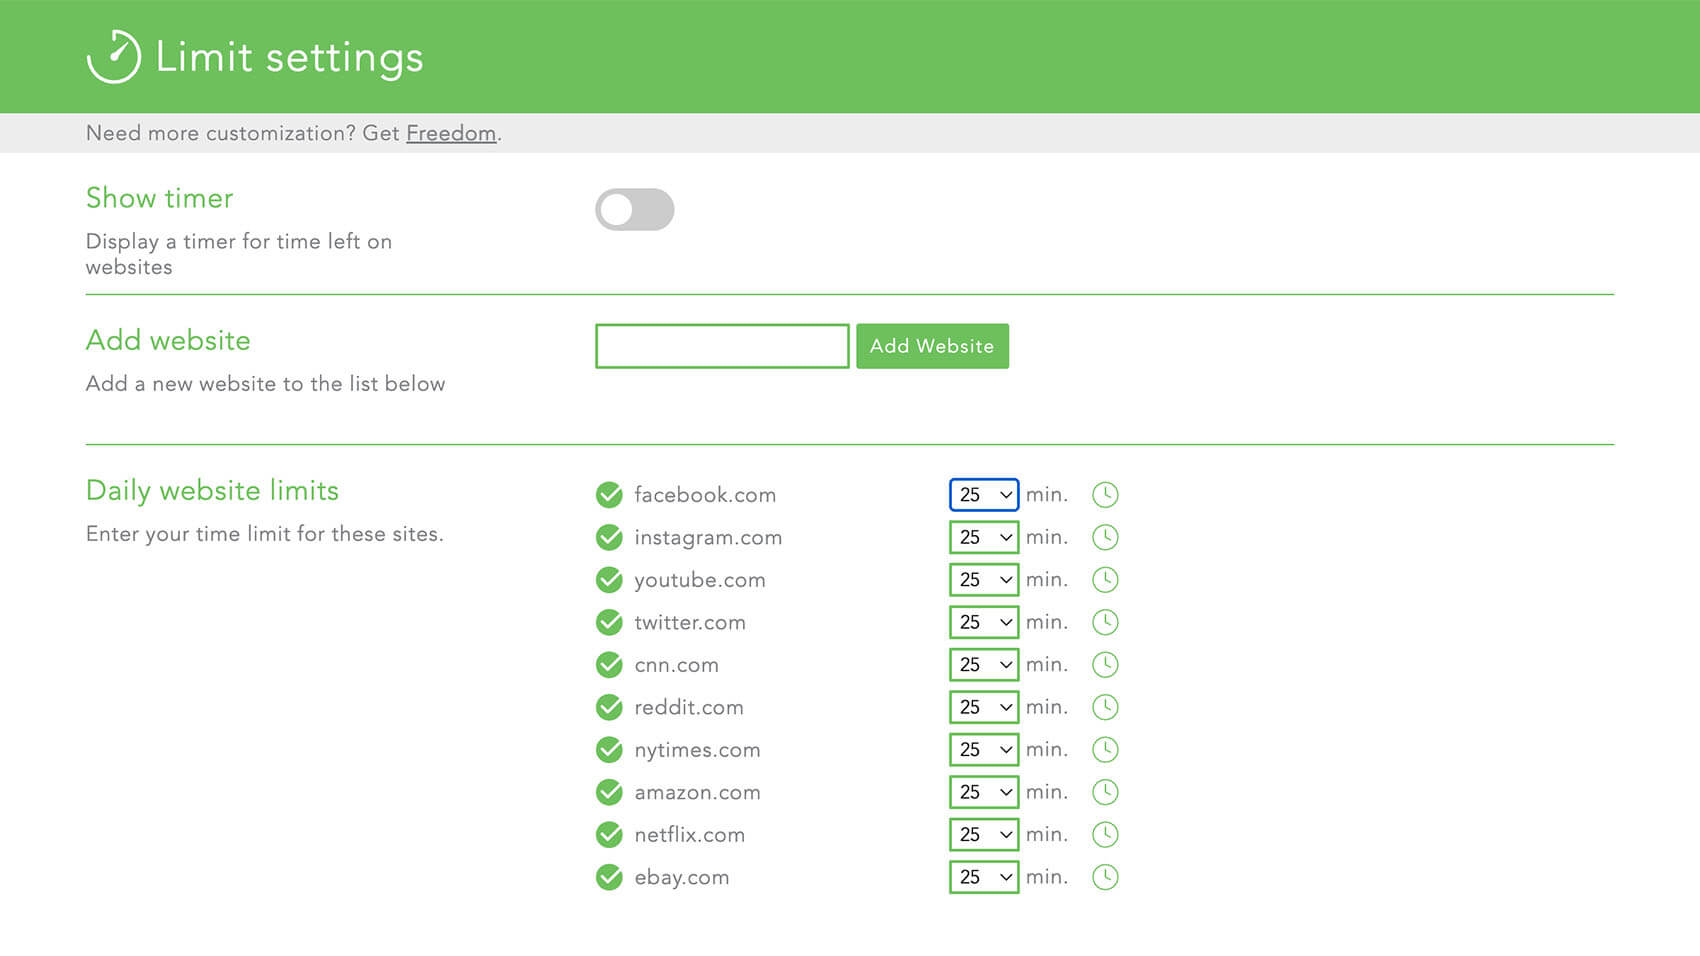 Limit settings
Need more customization? Get Freedom.
Show timer
Display a timer for time left on
websites
Add website
Add Website
Add a new website to the list below
Daily website limits
Enter your time limit for these sites.
facebook.com 25 min.
instagram.com 25 min.
youtube.com 25 min.
twitter.com 25 min.
cnn.com 25 min.
reddit.com 25 min.
nytimes.com 25 min.
amazon.com 25 min.
netflix.com 25 min.
ebay.com 25 min.